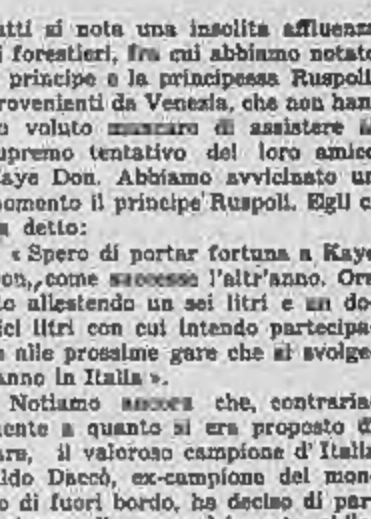 atti si nota una insolita affluenza
i forestieri, fra cui abbiamo notato
principe e la principessa Ruspoli
rovenienti da Venezia, che non han
o voluto mancare di assistere a
upremo tentativo del loro amico
Kaye Don. Abbiamo avvicinato un
momento il principe Ruspoli. Egli c
a detto:
« Spero di portar fortuna a Kaye
on, come successe l'altr'anno. Ora
to allestendo un sei litri e un do-
ici litri con cui intendo partecipa-
e alle prossime gare che si svolge-
anno in Italia ».
Notiamo ancora che, contraria-
mente a quanto si era proposto di
are, il valoroso campione d'Italia
ldo Daccò, ex-campione del mon-
o di fuori bordo, ha deciso di par-